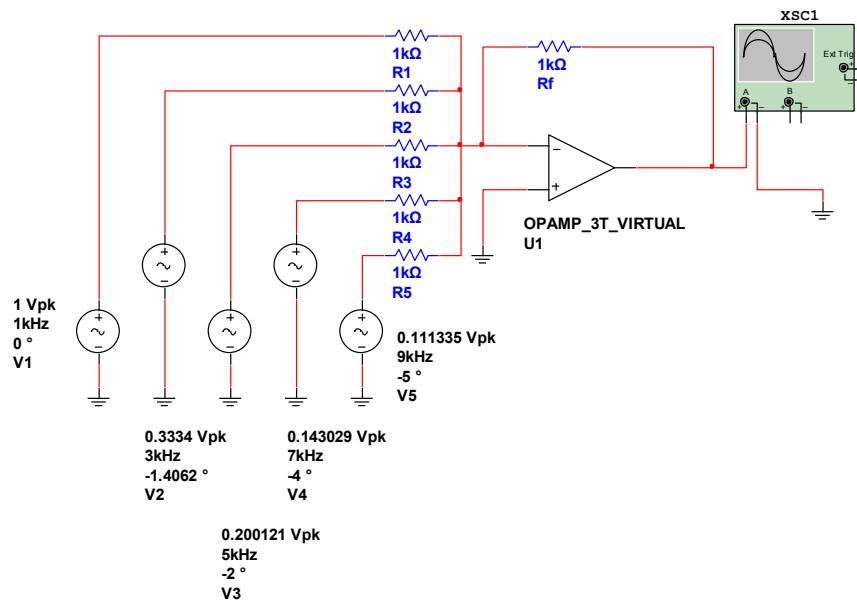 XSC1
Ext Trig
+
–
A
B
+
–
+
–
1kΩ
R1
1kΩ
R2
1kΩ
R3
1kΩ
R4
1kΩ
R5
1kΩ
Rf
–
+
OPAMP_3T_VIRTUAL
U1
+
–
+
–
+
–
+
–
+
–
1 Vpk
1kHz
0 °
V1
0.3334 Vpk
3kHz
-1.4062 °
V2
0.200121 Vpk
5kHz
-2 °
V3
0.143029 Vpk
7kHz
-4 °
V4
0.111335 Vpk
9kHz
-5 °
V5